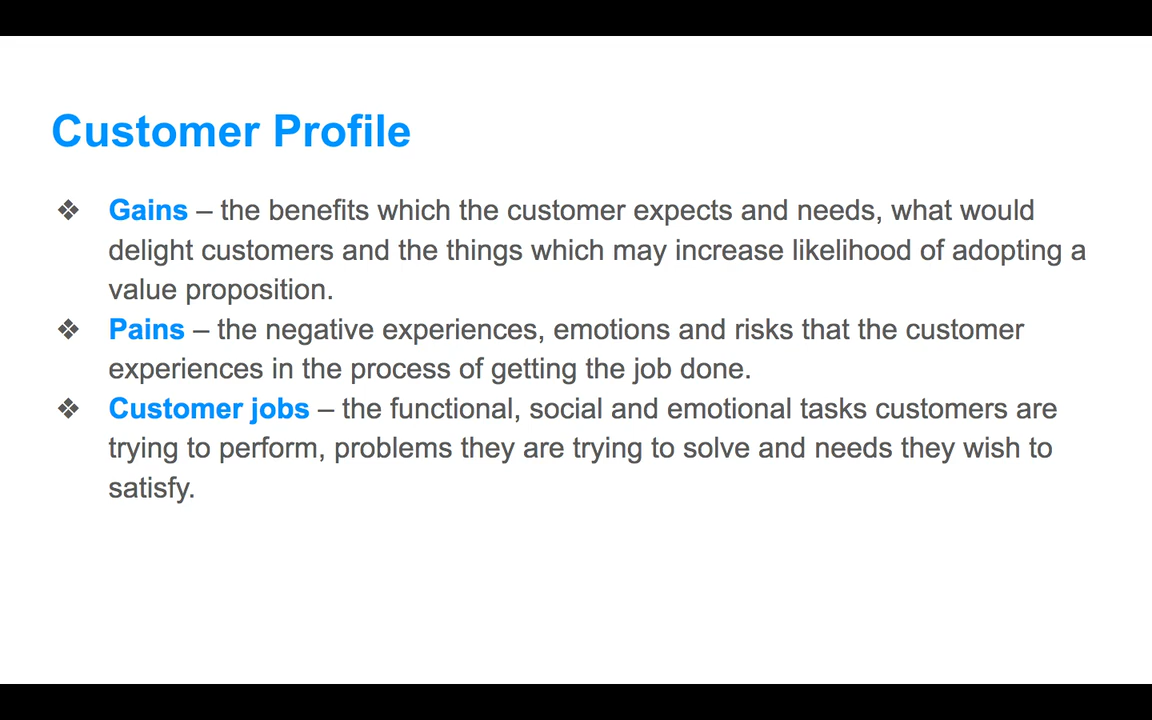 Customer Profile
❖ Gains – the benefits which the customer expects and needs, what would
delight customers and the things which may increase likelihood of adopting a
value proposition.
❖ Pains – the negative experiences, emotions and risks that the customer
experiences in the process of getting the job done.
❖ Customer jobs – the functional, social and emotional tasks customers are
trying to perform, problems they are trying to solve and needs they wish to
satisfy.